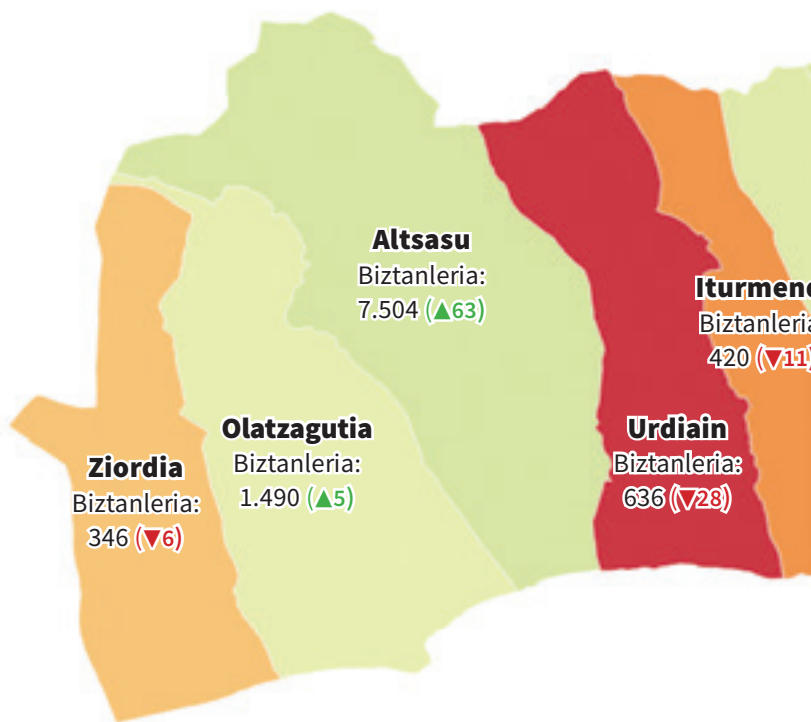 Altsasu
Biztanleria:
7.504 (▲63)
Iturmend
Biztanleria
420 (▼11)
Olatzagutia
Biztanleria:
1.490 (▲5)
Urdiain
Biztanleria:
636 (▼28)
Ziordia
Biztanleria:
346 (▼6)